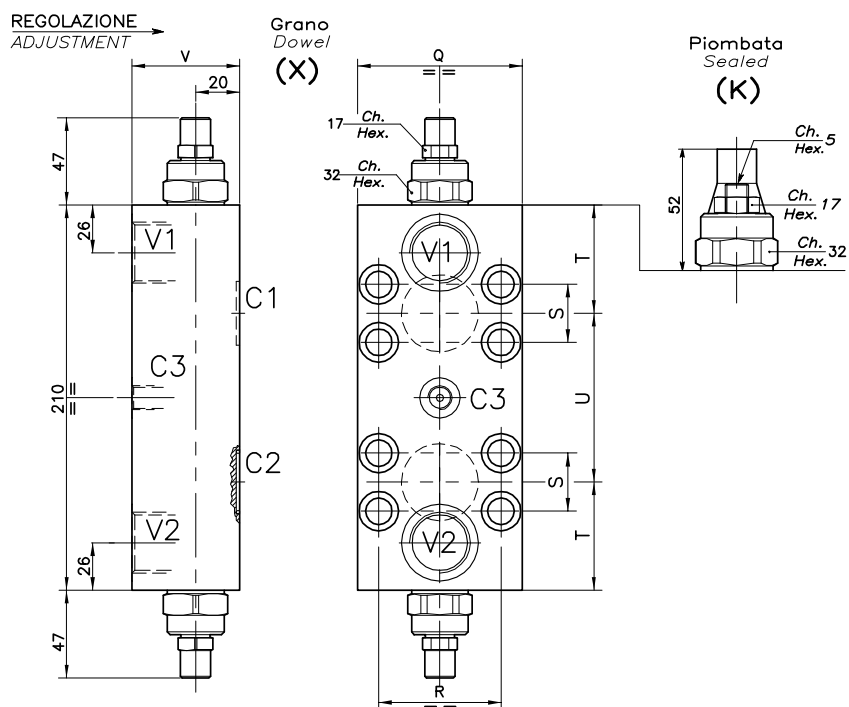 REGOLAZIONE
ADJUSTMENT
Grano
Dowel
(X)
Piombata
Sealed
(K)
V
20
Q
47
17 Ch.
Hex.
32 Ch.
Hex.
Ch.
Hex. 5
52
Ch.
Hex. 17
Ch.
Hex. 32
26
V1
V1
T
C1
S
C3
C3
210
U
C2
S
V2
V2
T
26
47
R